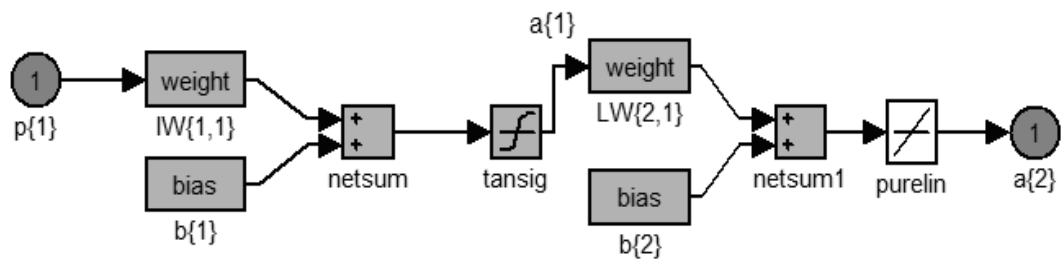 a{1}
1
weight
weight
1
p{1}
IW{1,1}
LW{2,1}
+
+
+
+
bias
netsum
tansig
bias
netsum1
purelin
a{2}
b{1}
b{2}